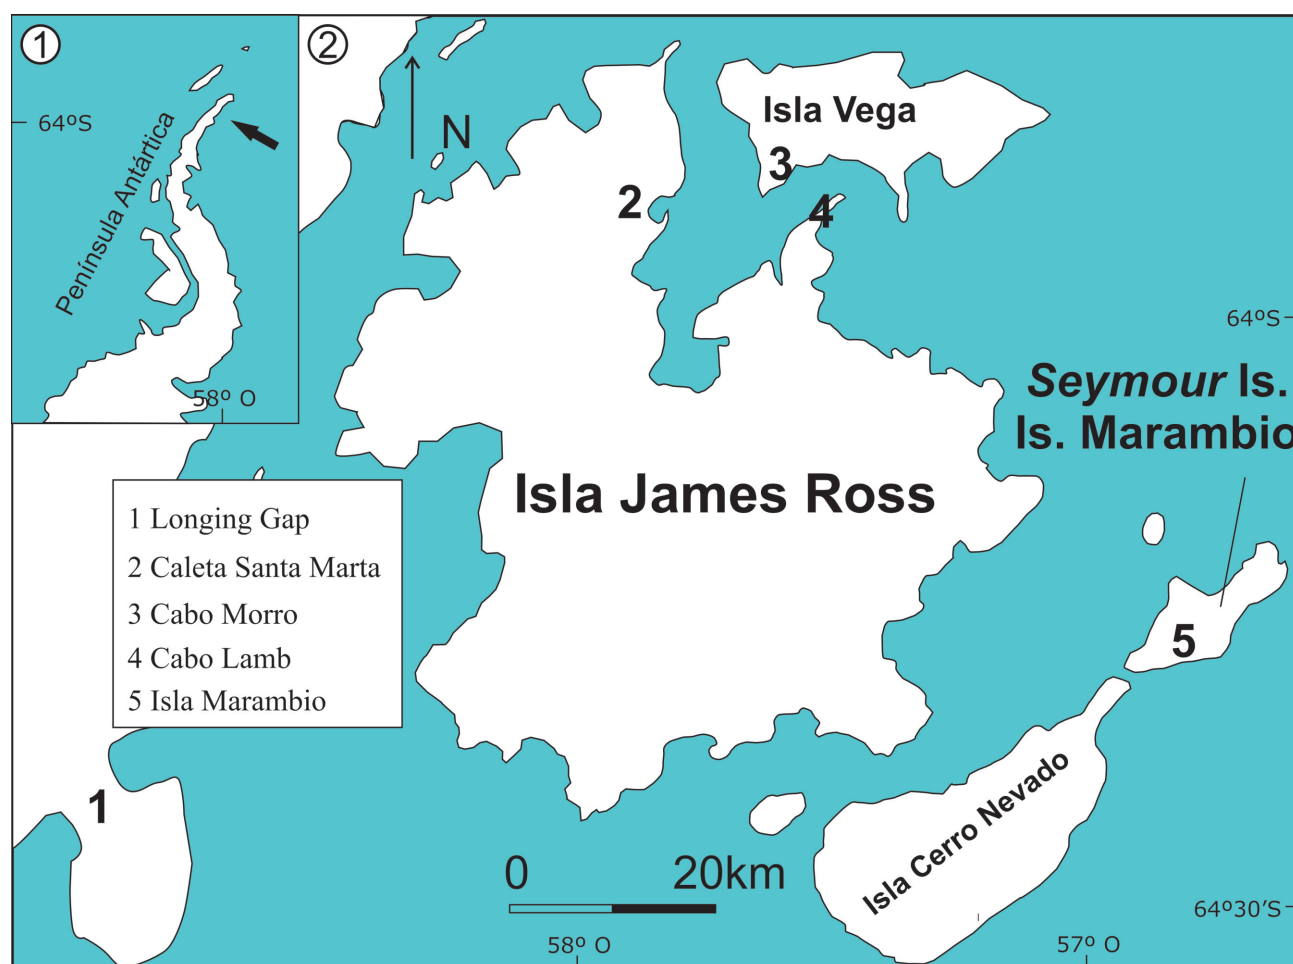 1
64ºS
Península Antártica
58º O
2
N
Isla Vega
3
2
4
64ºS
Seymour Is.
Is. Marambio
Isla James Ross
1 Longing Gap
2 Caleta Santa Marta
3 Cabo Morro
4 Cabo Lamb
5 Isla Marambio
5
1
Isla Cerro Nevado
0 20km
64º30'S
58º O
57º O